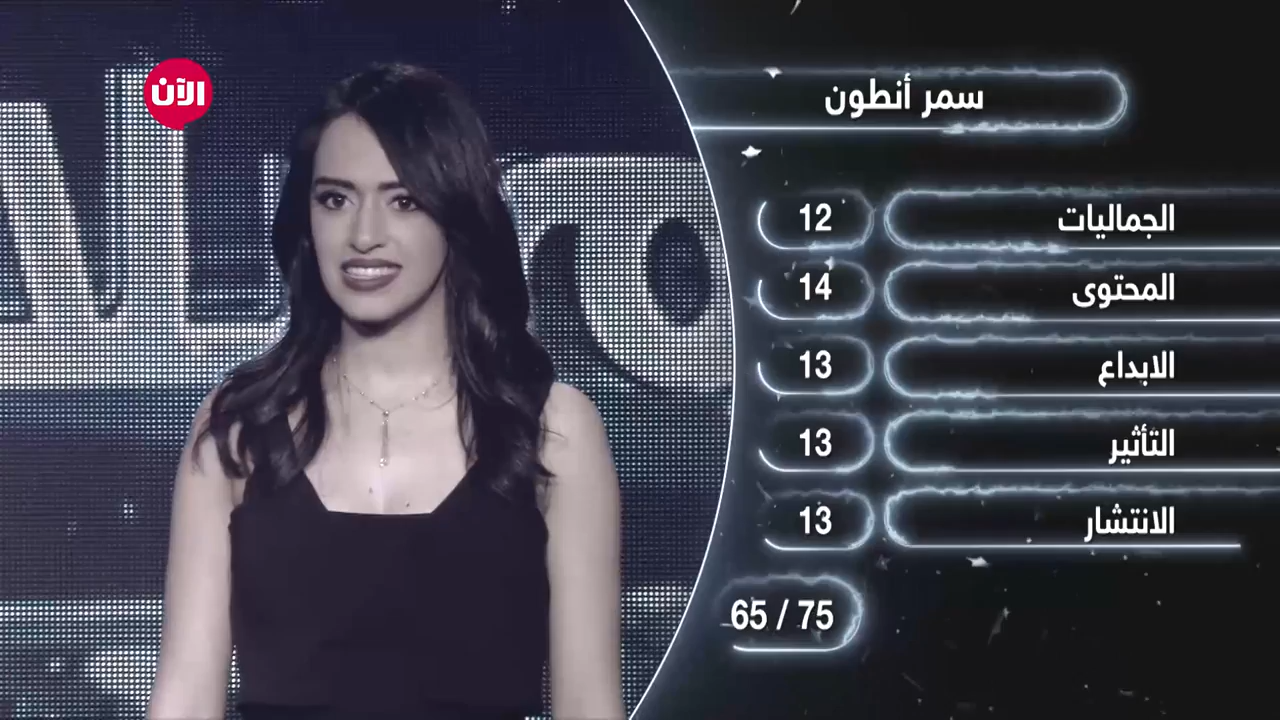 الآن
سمر أنطون
الجماليات 12
المحتوى 14
الابداع 13
التأثير 13
الانتشار 13
65 / 75